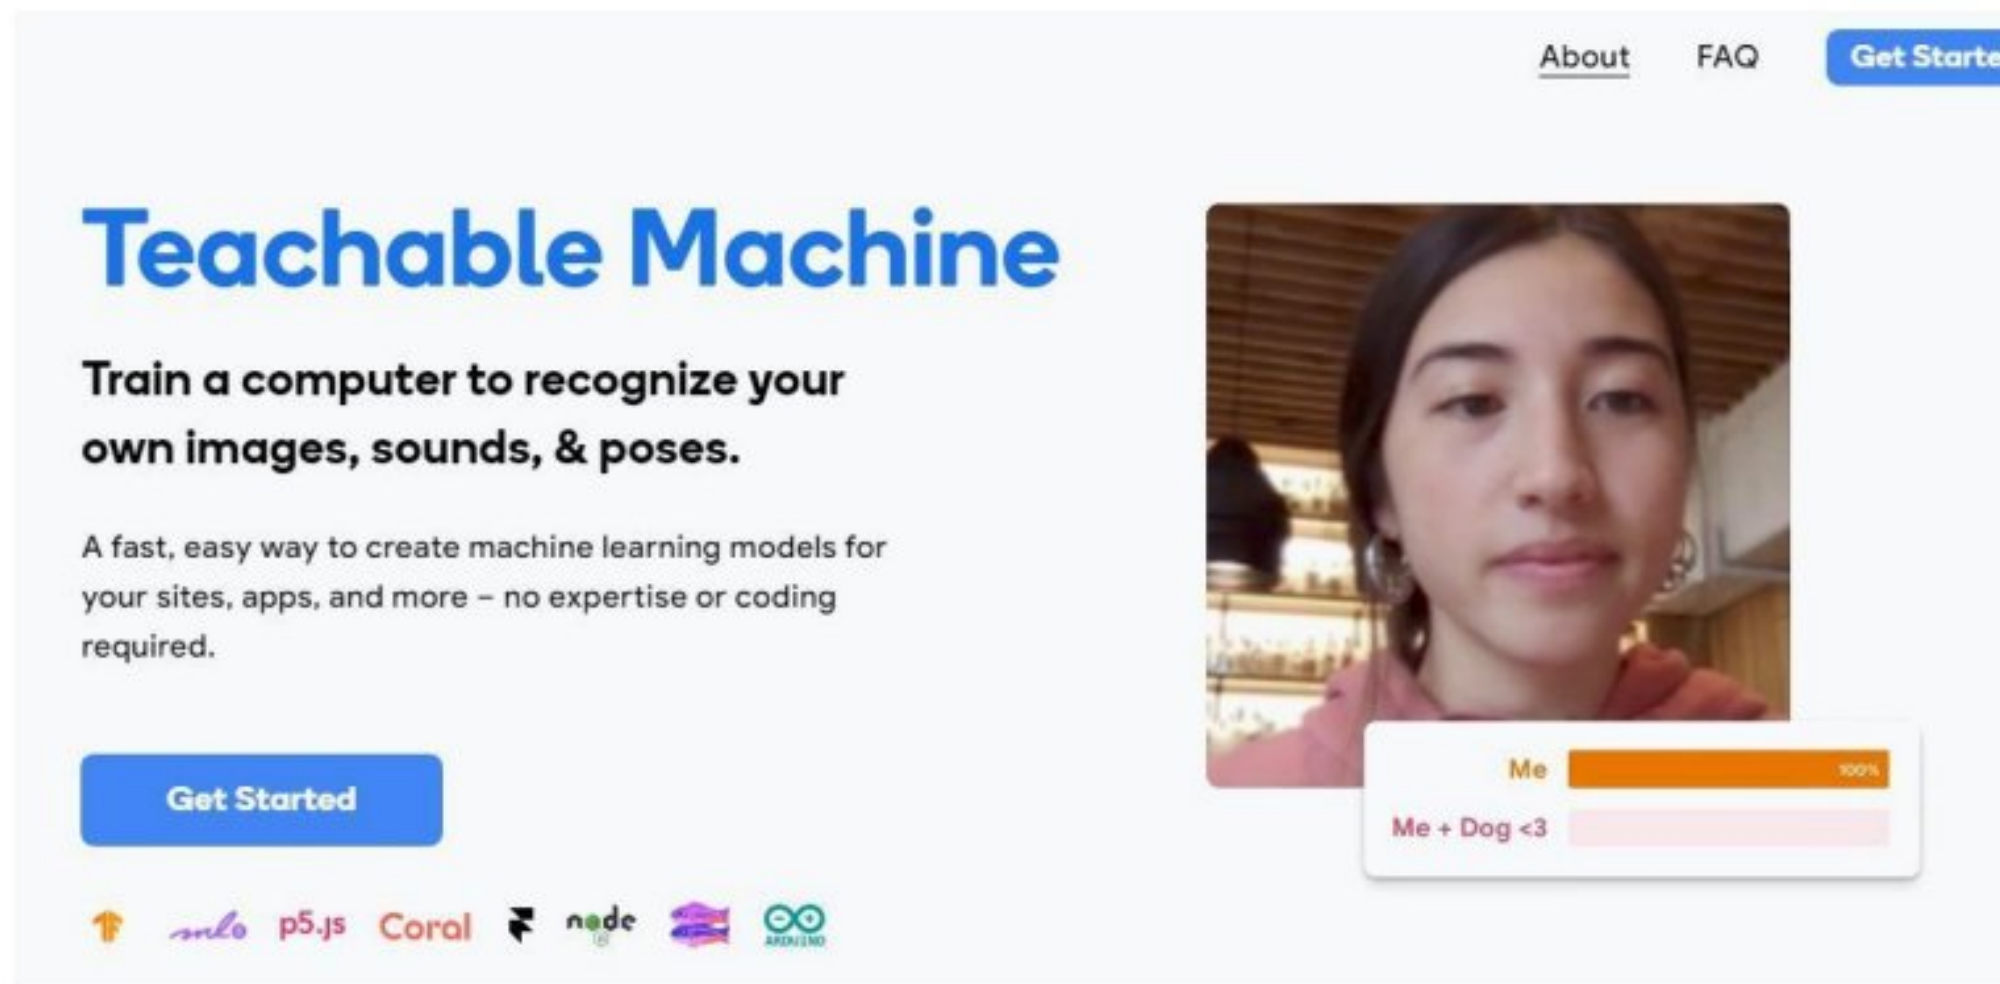 About
FAQ
Get Starte
Teachable Machine
Train a computer to recognize your
own images, sounds, & poses.
A fast, easy way to create machine learning models for
your sites, apps, and more – no expertise or coding
required.
Get Started
Me
100%
Me + Dog <3
ml5
p5.js
Coral
node
ARDUINO